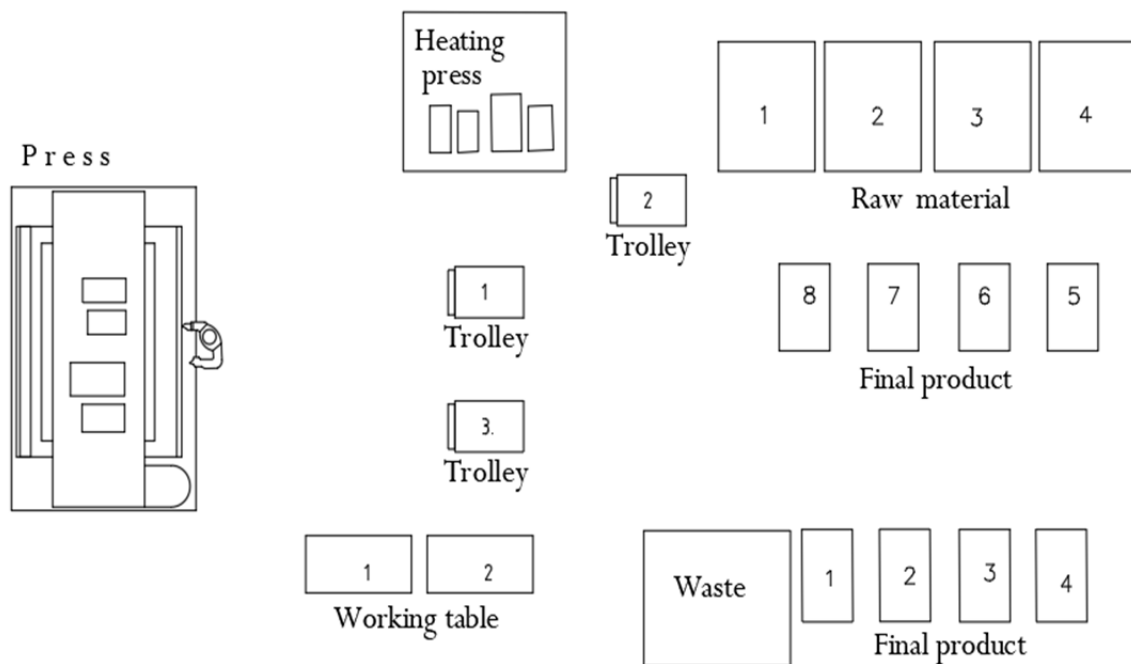 Heating
press
1 2 3 4
Press
Raw material
2
Trolley
1
Trolley
8 7 6 5
Final product
3.
Trolley
1 2
Working table
Waste
1 2 3 4
Final product